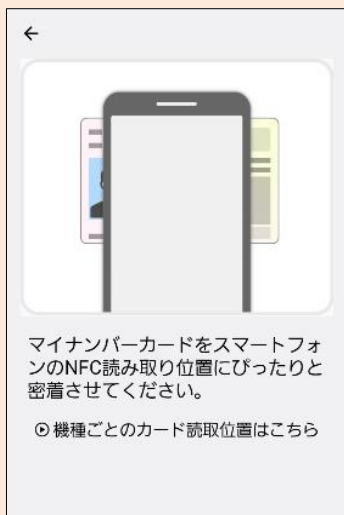 マイナンバーカードをスマートフォ
ンのNFC読み取り位置にぴったりと
密着させてください。
機種ごとのカード読取位置はこちら